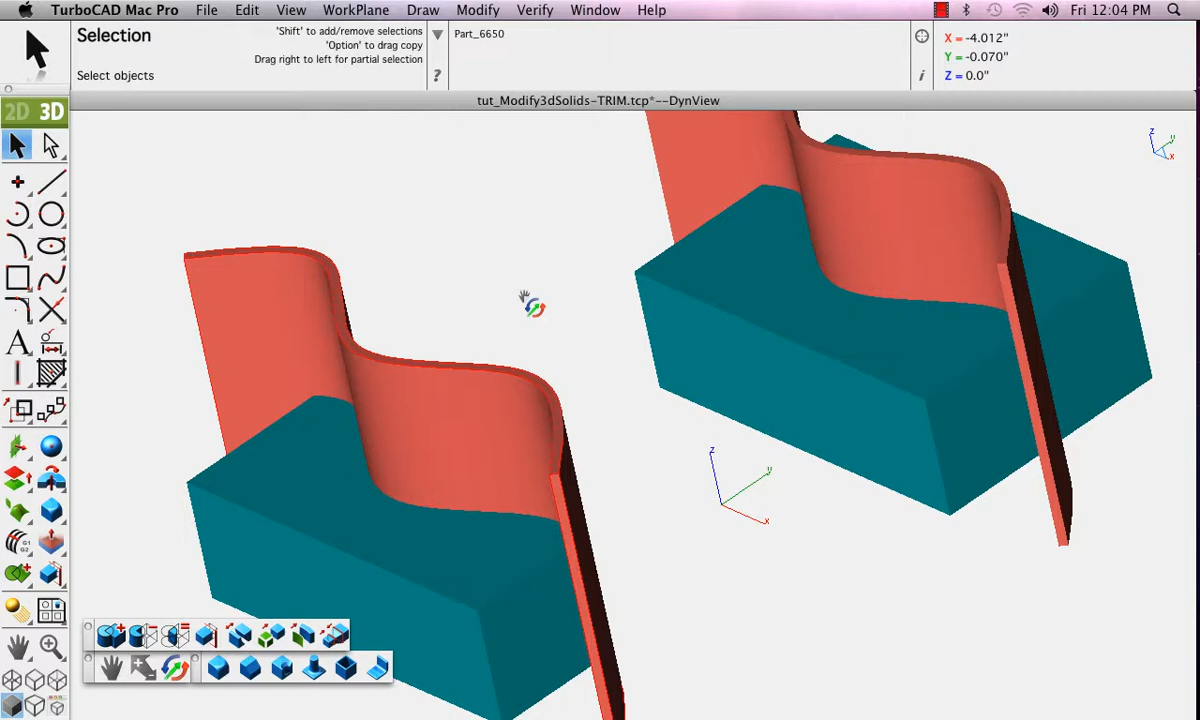 TurboCAD Mac Pro File Edit View WorkPlane Draw Modify Verify Window Help Fri 12:04 PM
Selection
'Shift' to add/remove selections
'Option' to drag copy
Drag right to left for partial selection
Select objects
?
Part_6650
i
X = -4.012"
Y = -0.070"
Z = 0.0"
tut_Modify3dSolids-TRIM.tcp*--DynView
2D 3D
z
y
x
A
z
y
x
G1
G2